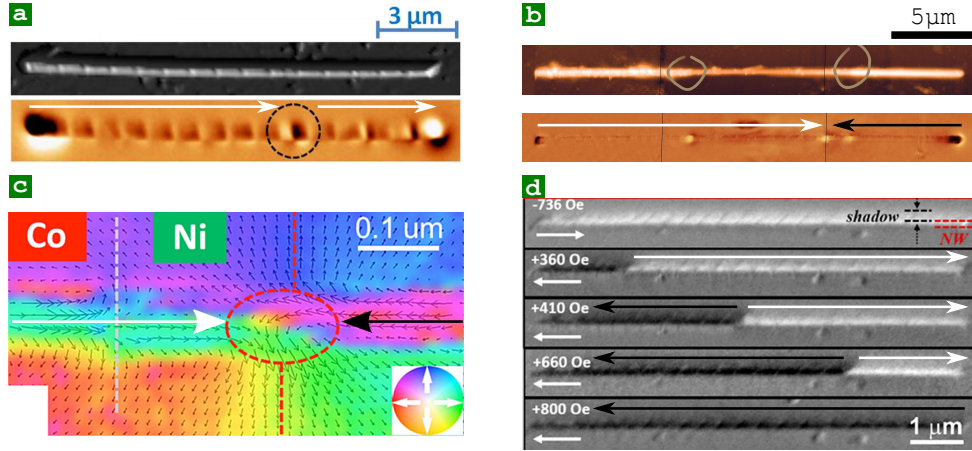 a
3 µm
b
5µm
c
Co
Ni
0.1 um
d
-736 Oe
shadow
NW
+360 Oe
+410 Oe
+660 Oe
+800 Oe
1 µm